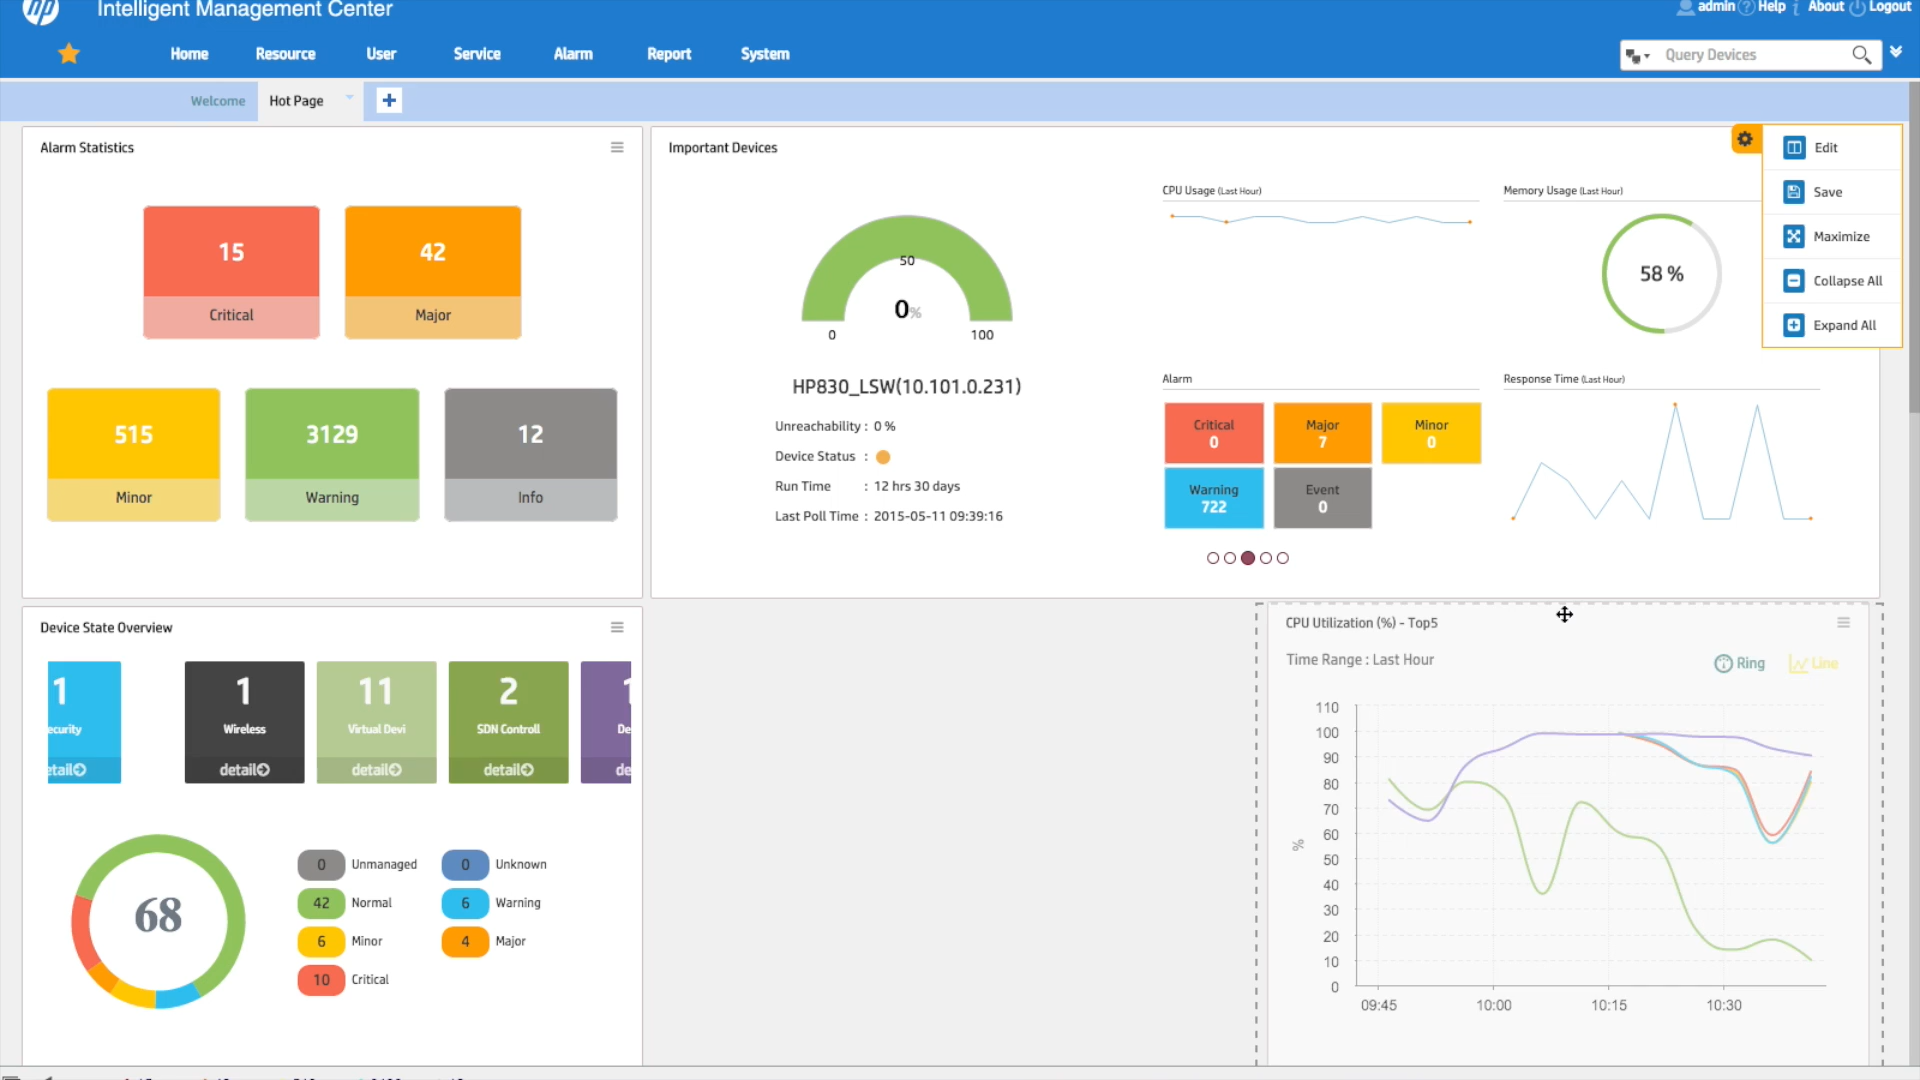 hp Intelligent Management Center
admin Help About Logout
Home Resource User Service Alarm Report System
Query Devices
Welcome Hot Page
Alarm Statistics
15
Critical
42
Major
515
Minor
3129
Warning
12
Info
Important Devices
50
0%
0 100
HP830_LSW(10.101.0.231)
Unreachability : 0 %
Device Status :
Run Time : 12 hrs 30 days
Last Poll Time : 2015-05-11 09:39:16
CPU Usage (Last Hour)
Memory Usage (Last Hour)
58 %
Alarm
Critical
0
Major
7
Minor
0
Warning
722
Event
0
Response Time (Last Hour)
Edit
Save
Maximize
Collapse All
Expand All
Device State Overview
1
ecurity
etail
1
Wireless
detail
11
Virtual Devi
detail
2
SDN Controll
detail
1
De
de
68
0 Unmanaged
0 Unknown
42 Normal
6 Warning
6 Minor
4 Major
10 Critical
CPU Utilization (%) - Top5
Time Range : Last Hour
Ring Line
110
100
90
80
70
60
50
40
30
20
10
0
%
09:45 10:00 10:15 10:30